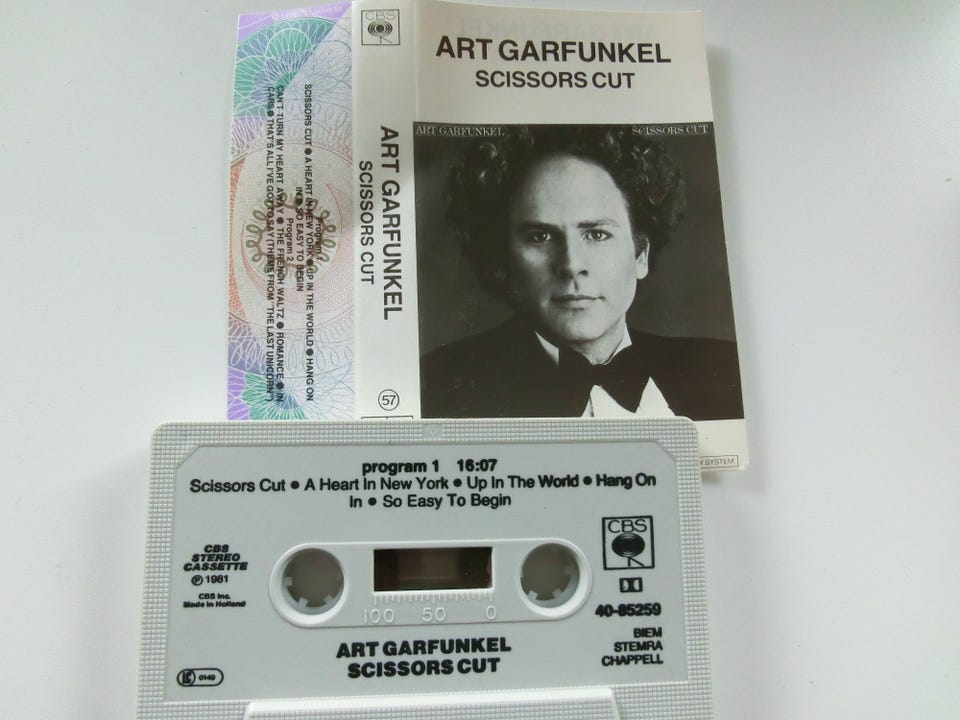 CBS
ART GARFUNKEL
SCISSORS CUT
ART GARFUNKEL
SCISSORS CUT
ART GARFUNKEL
SCISSORS CUT
57
Program 1
SCISSORS CUT ● A HEART IN NEW YORK ● UP IN THE WORLD ● HANG ON
IN ● SO EASY TO BEGIN
Program 2
CAN'T TURN MY HEART AWAY ● THE FRENCH WALTZ ● ROMANCE ● IN
CARS ● THAT'S ALL I'VE GOT TO SAY (THEME FROM "THE LAST UNICORN")
SYSTEM
program 1 16:07
Scissors Cut ● A Heart In New York ● Up In The World ● Hang On
In ● So Easy To Begin
CBS
STEREO
CASSETTE
℗ 1981
CBS Inc.
Made in Holland
CBS
40-85259
BIEM
STEMRA
CHAPPELL
100 50 0
ART GARFUNKEL
SCISSORS CUT
0149